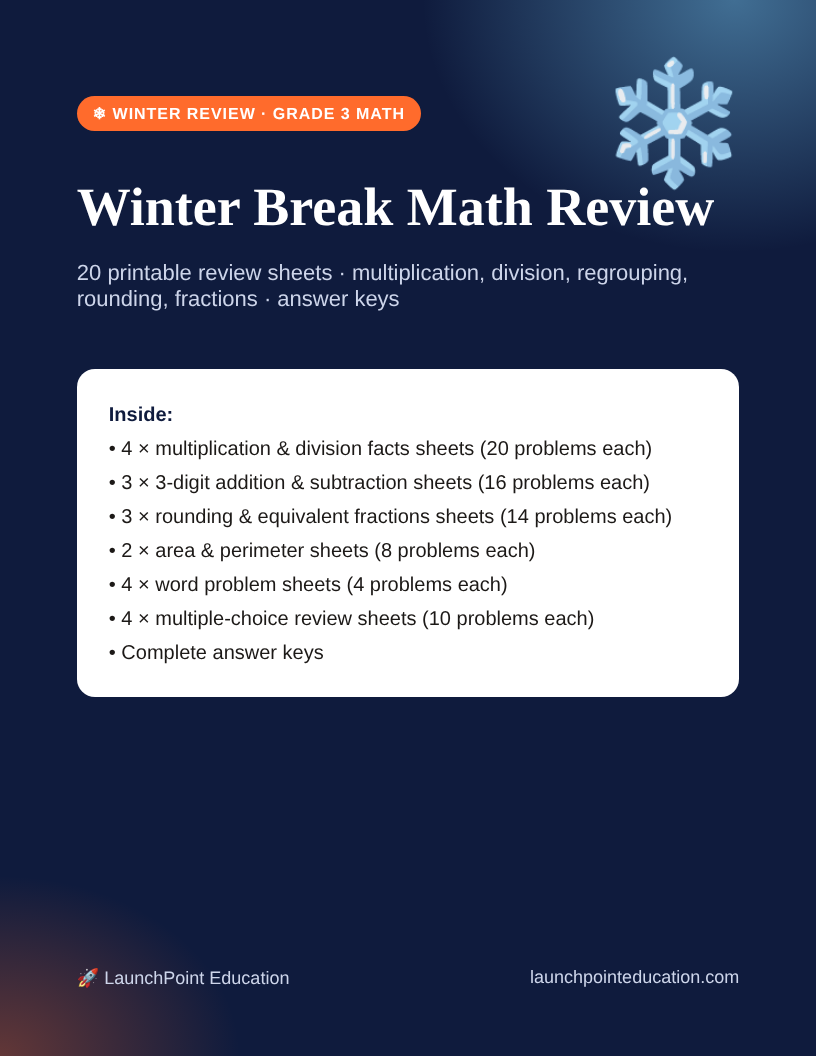 ❄ WINTER REVIEW · GRADE 3 MATH
Winter Break Math Review
20 printable review sheets · multiplication, division, regrouping,
rounding, fractions · answer keys
Inside:
• 4 × multiplication & division facts sheets (20 problems each)
• 3 × 3-digit addition & subtraction sheets (16 problems each)
• 3 × rounding & equivalent fractions sheets (14 problems each)
• 2 × area & perimeter sheets (8 problems each)
• 4 × word problem sheets (4 problems each)
• 4 × multiple-choice review sheets (10 problems each)
• Complete answer keys
🚀 LaunchPoint Education
launchpointeducation.com